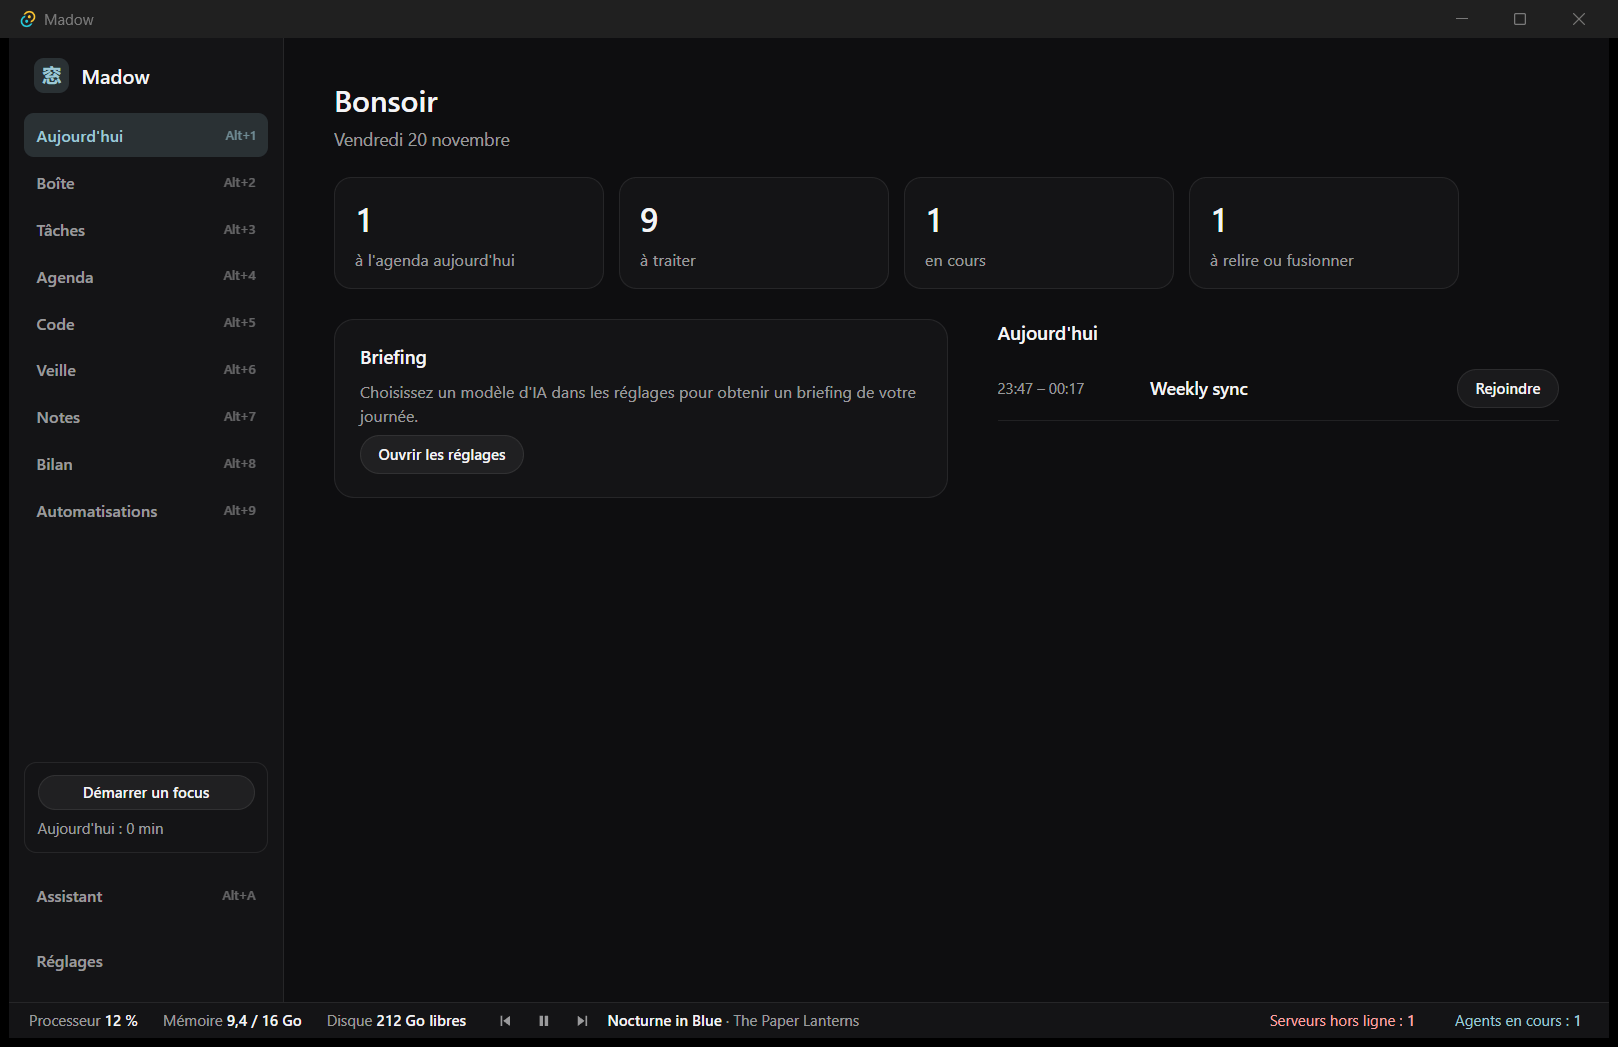 Madow
窓 Madow
Aujourd'hui Alt+1
Boîte Alt+2
Tâches Alt+3
Agenda Alt+4
Code Alt+5
Veille Alt+6
Notes Alt+7
Bilan Alt+8
Automatisations Alt+9
Démarrer un focus
Aujourd'hui : 0 min
Assistant Alt+A
Réglages
Bonsoir
Vendredi 20 novembre
1
à l'agenda aujourd'hui
9
à traiter
1
en cours
1
à relire ou fusionner
Briefing
Choisissez un modèle d'IA dans les réglages pour obtenir un briefing de votre
journée.
Ouvrir les réglages
Aujourd'hui
23:47 – 00:17 Weekly sync Rejoindre
Processeur 12 % Mémoire 9,4 / 16 Go Disque 212 Go libres Nocturne in Blue · The Paper Lanterns Serveurs hors ligne : 1 Agents en cours : 1